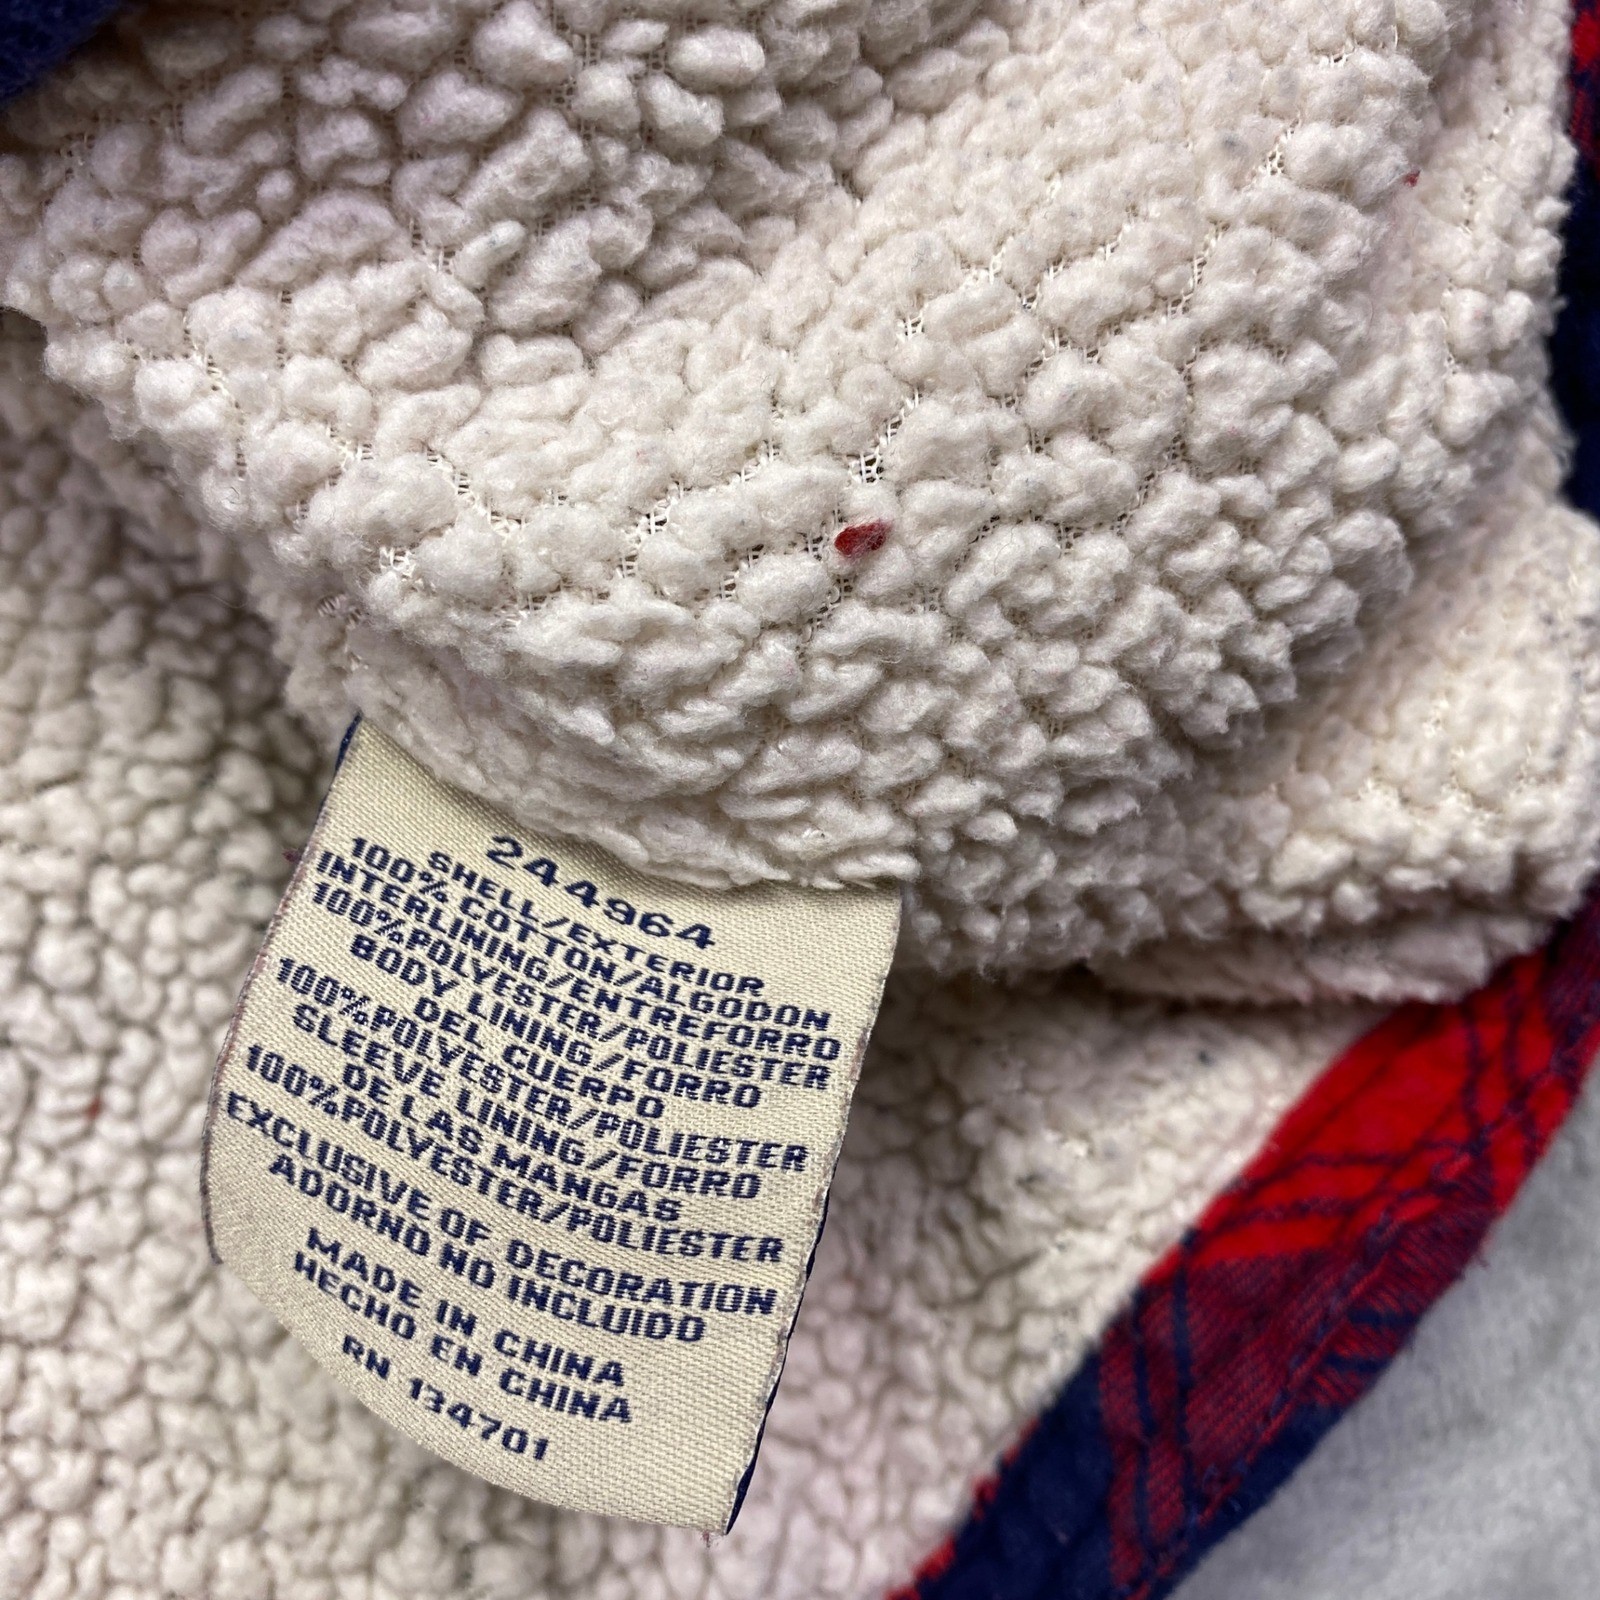 244964
SHELL/EXTERIOR
100% COTTON/ALGODON
INTERLINING/ENTREFORRO
100%POLYESTER/POLIESTER
BODY LINING/FORRO
DEL CUERPO
100%POLYESTER/POLIESTER
SLEEVE LINING/FORRO
DE LAS MANGAS
100%POLYESTER/POLIESTER
EXCLUSIVE OF DECORATION
ADORNO NO INCLUIDO
MADE IN CHINA
HECHO EN CHINA
RN 134701